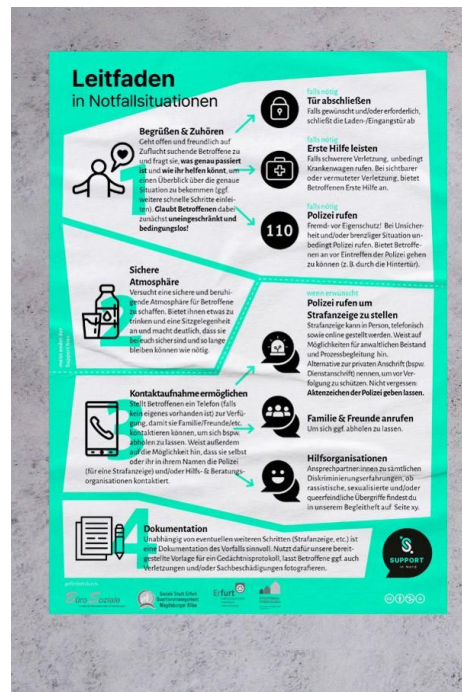 Leitfaden
in Notfallsituationen
1
Begrüßen & Zuhören
Geht offen und freundlich auf
Zuflucht suchende Betroffene zu
und fragt sie, was genau passiert
ist und wie ihr helfen könnt, um
einen Überblick über die genaue
Situation zu bekommen (ggf.
weitere schnelle Schritte einlei-
ten). Glaubt Betroffenen dabei
zunächst uneingeschränkt und
bedingungslos!
falls nötig
Tür abschließen
Falls gewünscht und/oder erforderlich,
schließt die Laden-/Eingangstür ab
falls nötig
Erste Hilfe leisten
Falls schwerere Verletzung, unbedingt
Krankenwagen rufen. Bei sichtbarer
oder vermuteter Verletzung, bietet
Betroffenen Erste Hilfe an.
110
falls nötig
Polizei rufen
Fremd- vor Eigenschutz! Bei Unsicher-
heit und/oder brenzliger Situation un-
bedingt Polizei rufen. Bietet Betroffe-
nen an vor Eintreffen der Polizei gehen
zu können (z. B. durch die Hintertür).
2
Sichere
Atmosphäre
Versucht eine sichere und beruhi-
gende Atmosphäre für Betroffene
zu schaffen. Bietet ihnen etwas zu
trinken und eine Sitzgelegenheit
an und macht deutlich, dass sie
bei euch sicher sind und so lange
bleiben können wie nötig.
wenn erwünscht
Polizei rufen um
Strafanzeige zu stellen
Strafanzeige kann in Person, telefonisch
sowie online gestellt werden. Weist auf
Möglichkeiten für anwaltlichen Beistand
und Prozessbegleitung hin.
Alternative zur privaten Anschrift (bspw.
Dienstanschrift) nennen, um vor Ver-
folgung zu schützen. Nicht vergessen:
Aktenzeichen der Polizei geben lassen.
3
Kontaktaufnahme ermöglichen
Stellt Betroffenen ein Telefon (falls
kein eigenes vorhanden ist) zur Verfü-
gung, damit sie Familie/Freunde/etc.
kontaktieren können, um sich bspw.
abholen zu lassen. Weist außerdem
auf die Möglichkeit hin, dass sie selbst
oder ihr in ihrem Namen die Polizei
(für eine Strafanzeige) und/oder Hilfs- & Beratungs-
organisationen kontaktiert.
Familie & Freunde anrufen
Um sich ggf. abholen zu lassen.
Hilfsorganisationen
Ansprechpartner:innen zu sämtlichen
Diskriminierungserfahrungen, ob
rassistische, sexualisierte und/oder
queerfeindliche Übergriffe findest du
in unserem Begleitheft auf Seite xy.
4
Dokumentation
Unabhängig von eventuellen weiteren Schritten (Strafanzeige, etc.) ist
eine Dokumentation des Vorfalls sinnvoll. Nutzt dafür unsere bereit-
gestellte Vorlage für ein Gedächtnisprotokoll, lasst Betroffene ggf. auch
Verletzungen und/oder Sachbeschädigungen fotografieren.
SUPPORT
IN NORD
gefördert durch:
Soziale Stadt Erfurt
Quartiersmanagement
Magdeburger Allee
Erfurt